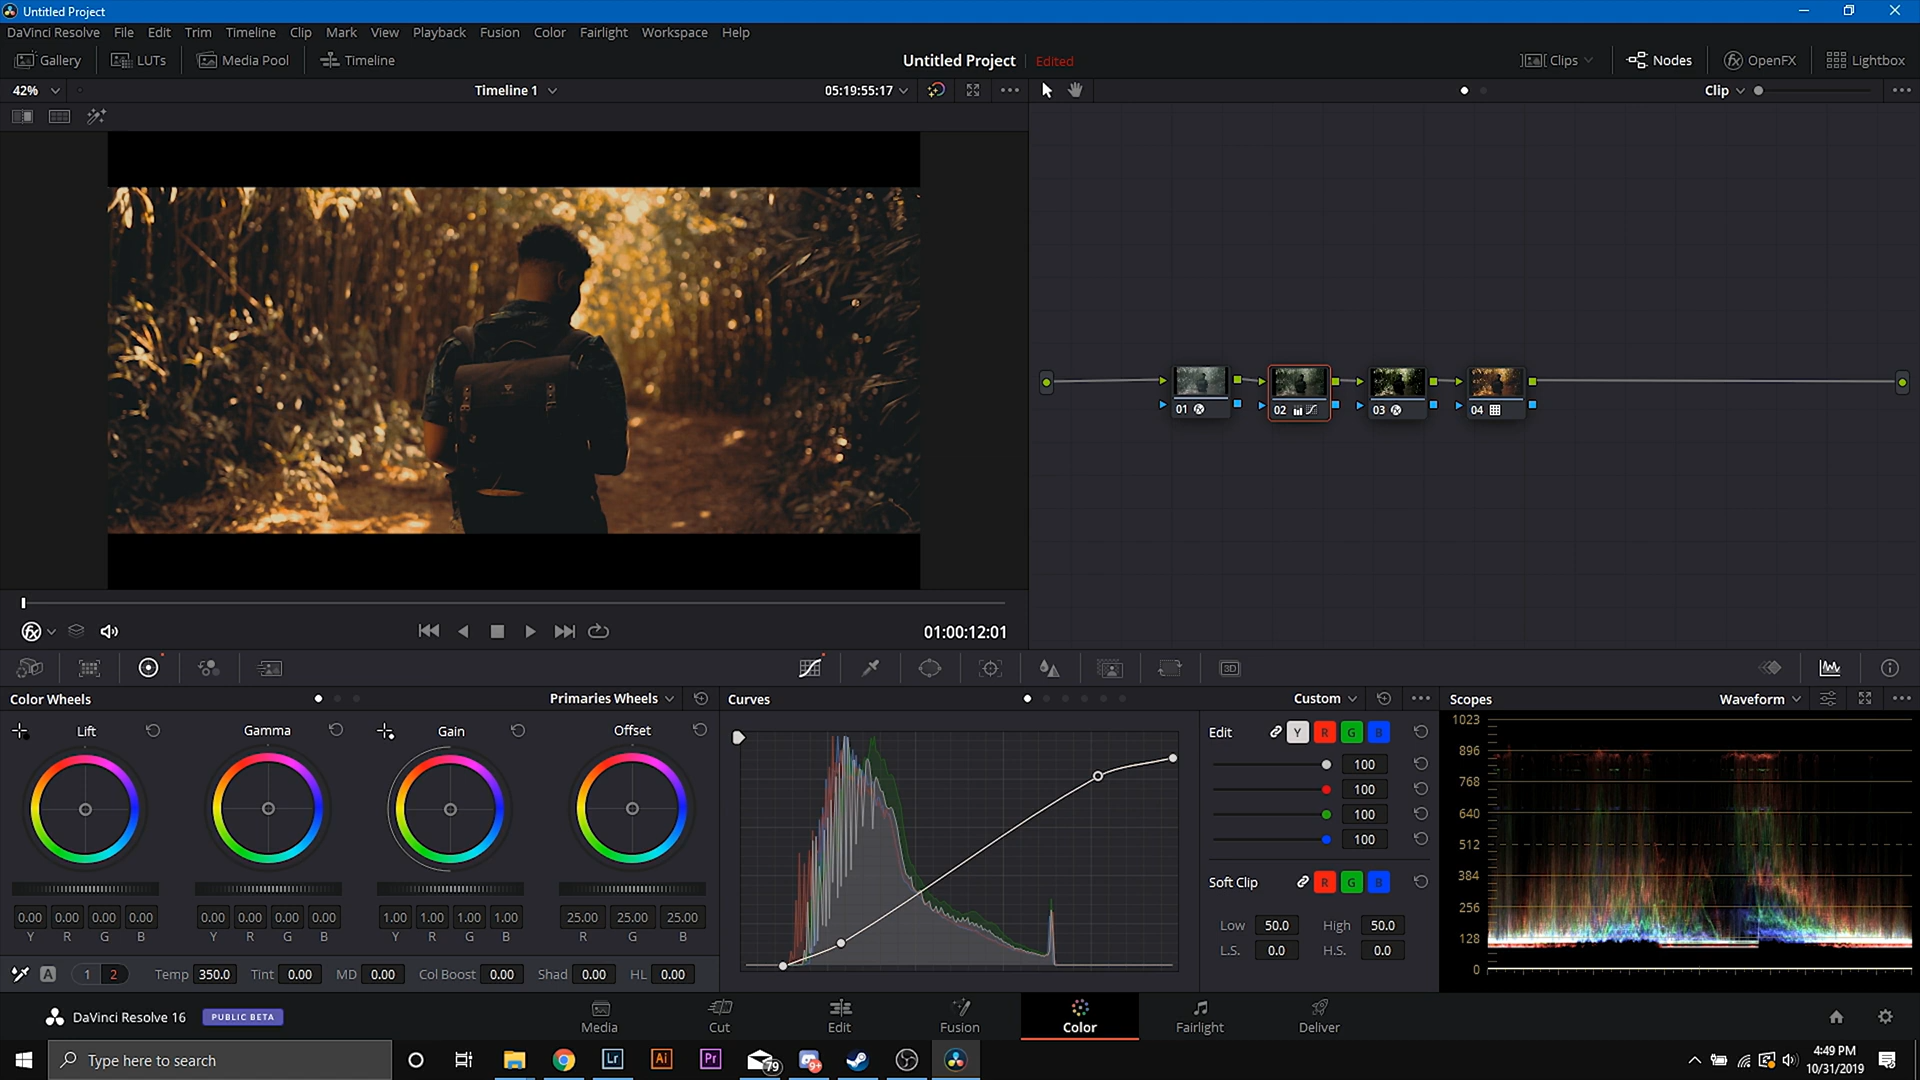 Untitled Project
DaVinci Resolve File Edit Trim Timeline Clip Mark View Playback Fusion Color Fairlight Workspace Help
Gallery LUTs Media Pool Timeline Untitled Project Edited Clips Nodes OpenFX Lightbox
42% Timeline 1 05:19:55:17 Clip
01 02 03 04
01:00:12:01
3D
Color Wheels Primaries Wheels Curves Custom Scopes Waveform
Lift Gamma Gain Offset
0.00 0.00 0.00 0.00 0.00 0.00 0.00 0.00 1.00 1.00 1.00 1.00 25.00 25.00 25.00
Y R G B Y R G B Y R G B R G B
A 1 2 Temp 350.0 Tint 0.00 MD 0.00 Col Boost 0.00 Shad 0.00 HL 0.00
Edit Y R G B
100
100
100
100
Soft Clip R G B
Low 50.0 High 50.0
L.S. 0.0 H.S. 0.0
1023
896
768
640
512
384
256
128
0
DaVinci Resolve 16 PUBLIC BETA Media Cut Edit Fusion Color Fairlight Deliver
Type here to search Lr Ai Pr 79 9+ 4:49 PM
10/31/2019